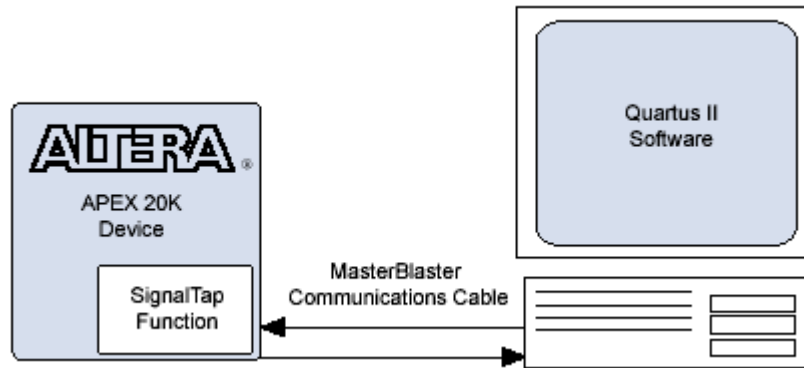 ALTERA®
APEX 20K
Device
SignalTap
Function
MasterBlaster
Communications Cable
Quartus II
Software